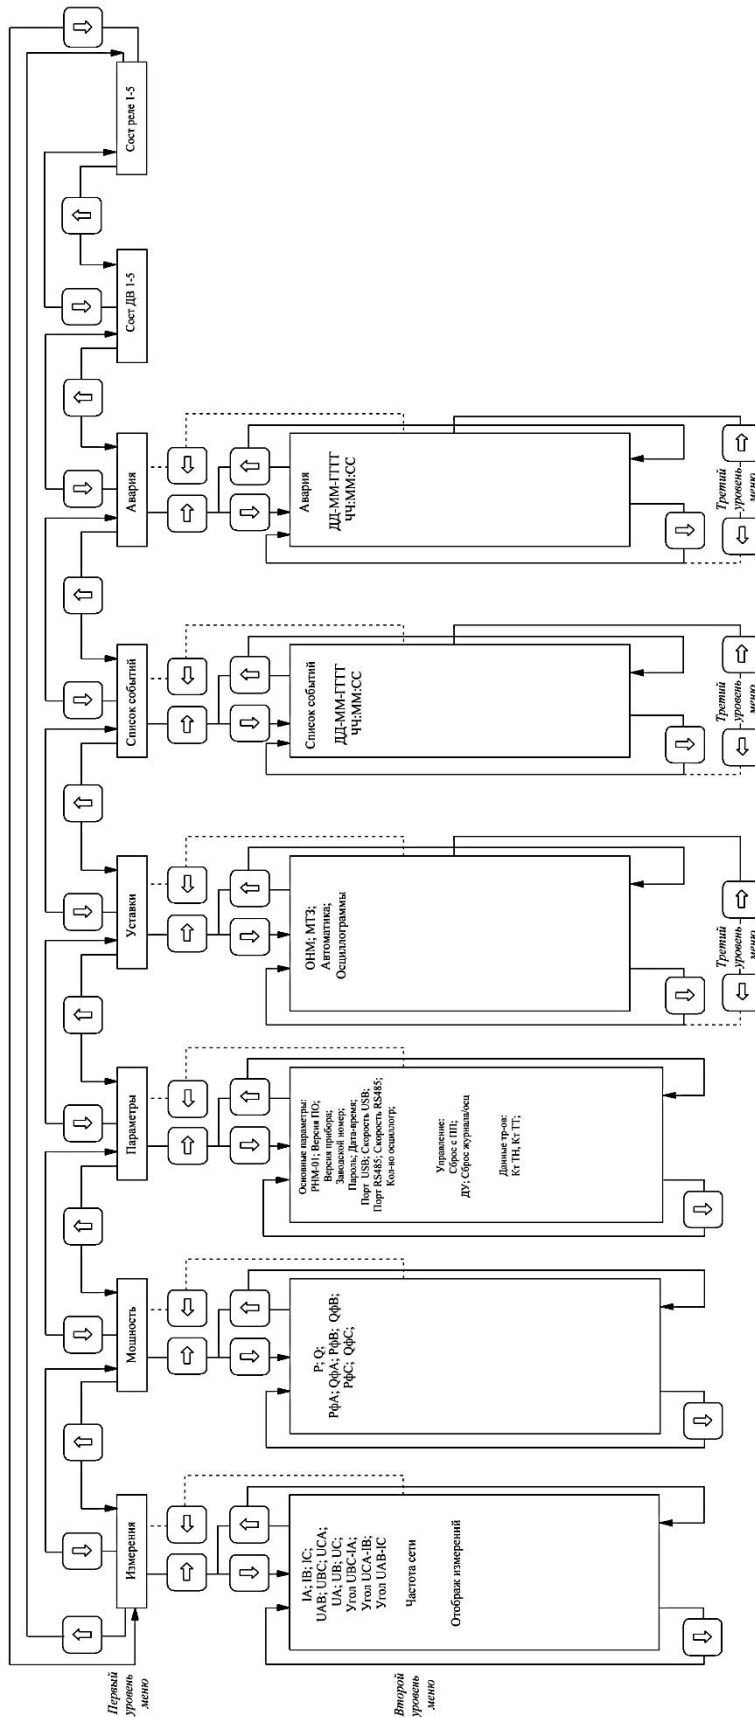 Первый
уровень
меню
Измерения
Мощность
Параметры
Уставки
Список событий
Авария
Сост ДВ 1-5
Сост реле 1-5
Второй
уровень
меню
IA; IB; IC;
UAB; UBC; UCA;
UA; UB; UC;
Угол UBC-IA;
Угол UCA-IB;
Угол UAB-IC
Частота сети
Отображ измерений
P; Q;
PфA; QфA; PфB; QфB;
PфC; QфC;
Основные параметры:
РНМ-01; Версия ПО;
Версия прибора;
Заводской номер;
Пароль; Дата-время;
Порт USB; Скорость USB;
Порт RS485; Скорость RS485;
Кол-во осциллогр;
Управление:
Сброс с ПП;
ДУ; Сброс журнала/осц
Данные тр-ов:
Кт ТН, Кт ТТ;
ОНМ; МТЗ;
Автоматика;
Осциллограммы
Список событий
ДД-ММ-ГГГГ
ЧЧ:ММ:СС
Авария
ДД-ММ-ГГГГ
ЧЧ:ММ:СС
Третий
уровень
меню
Третий
уровень
меню
Третий
уровень
меню